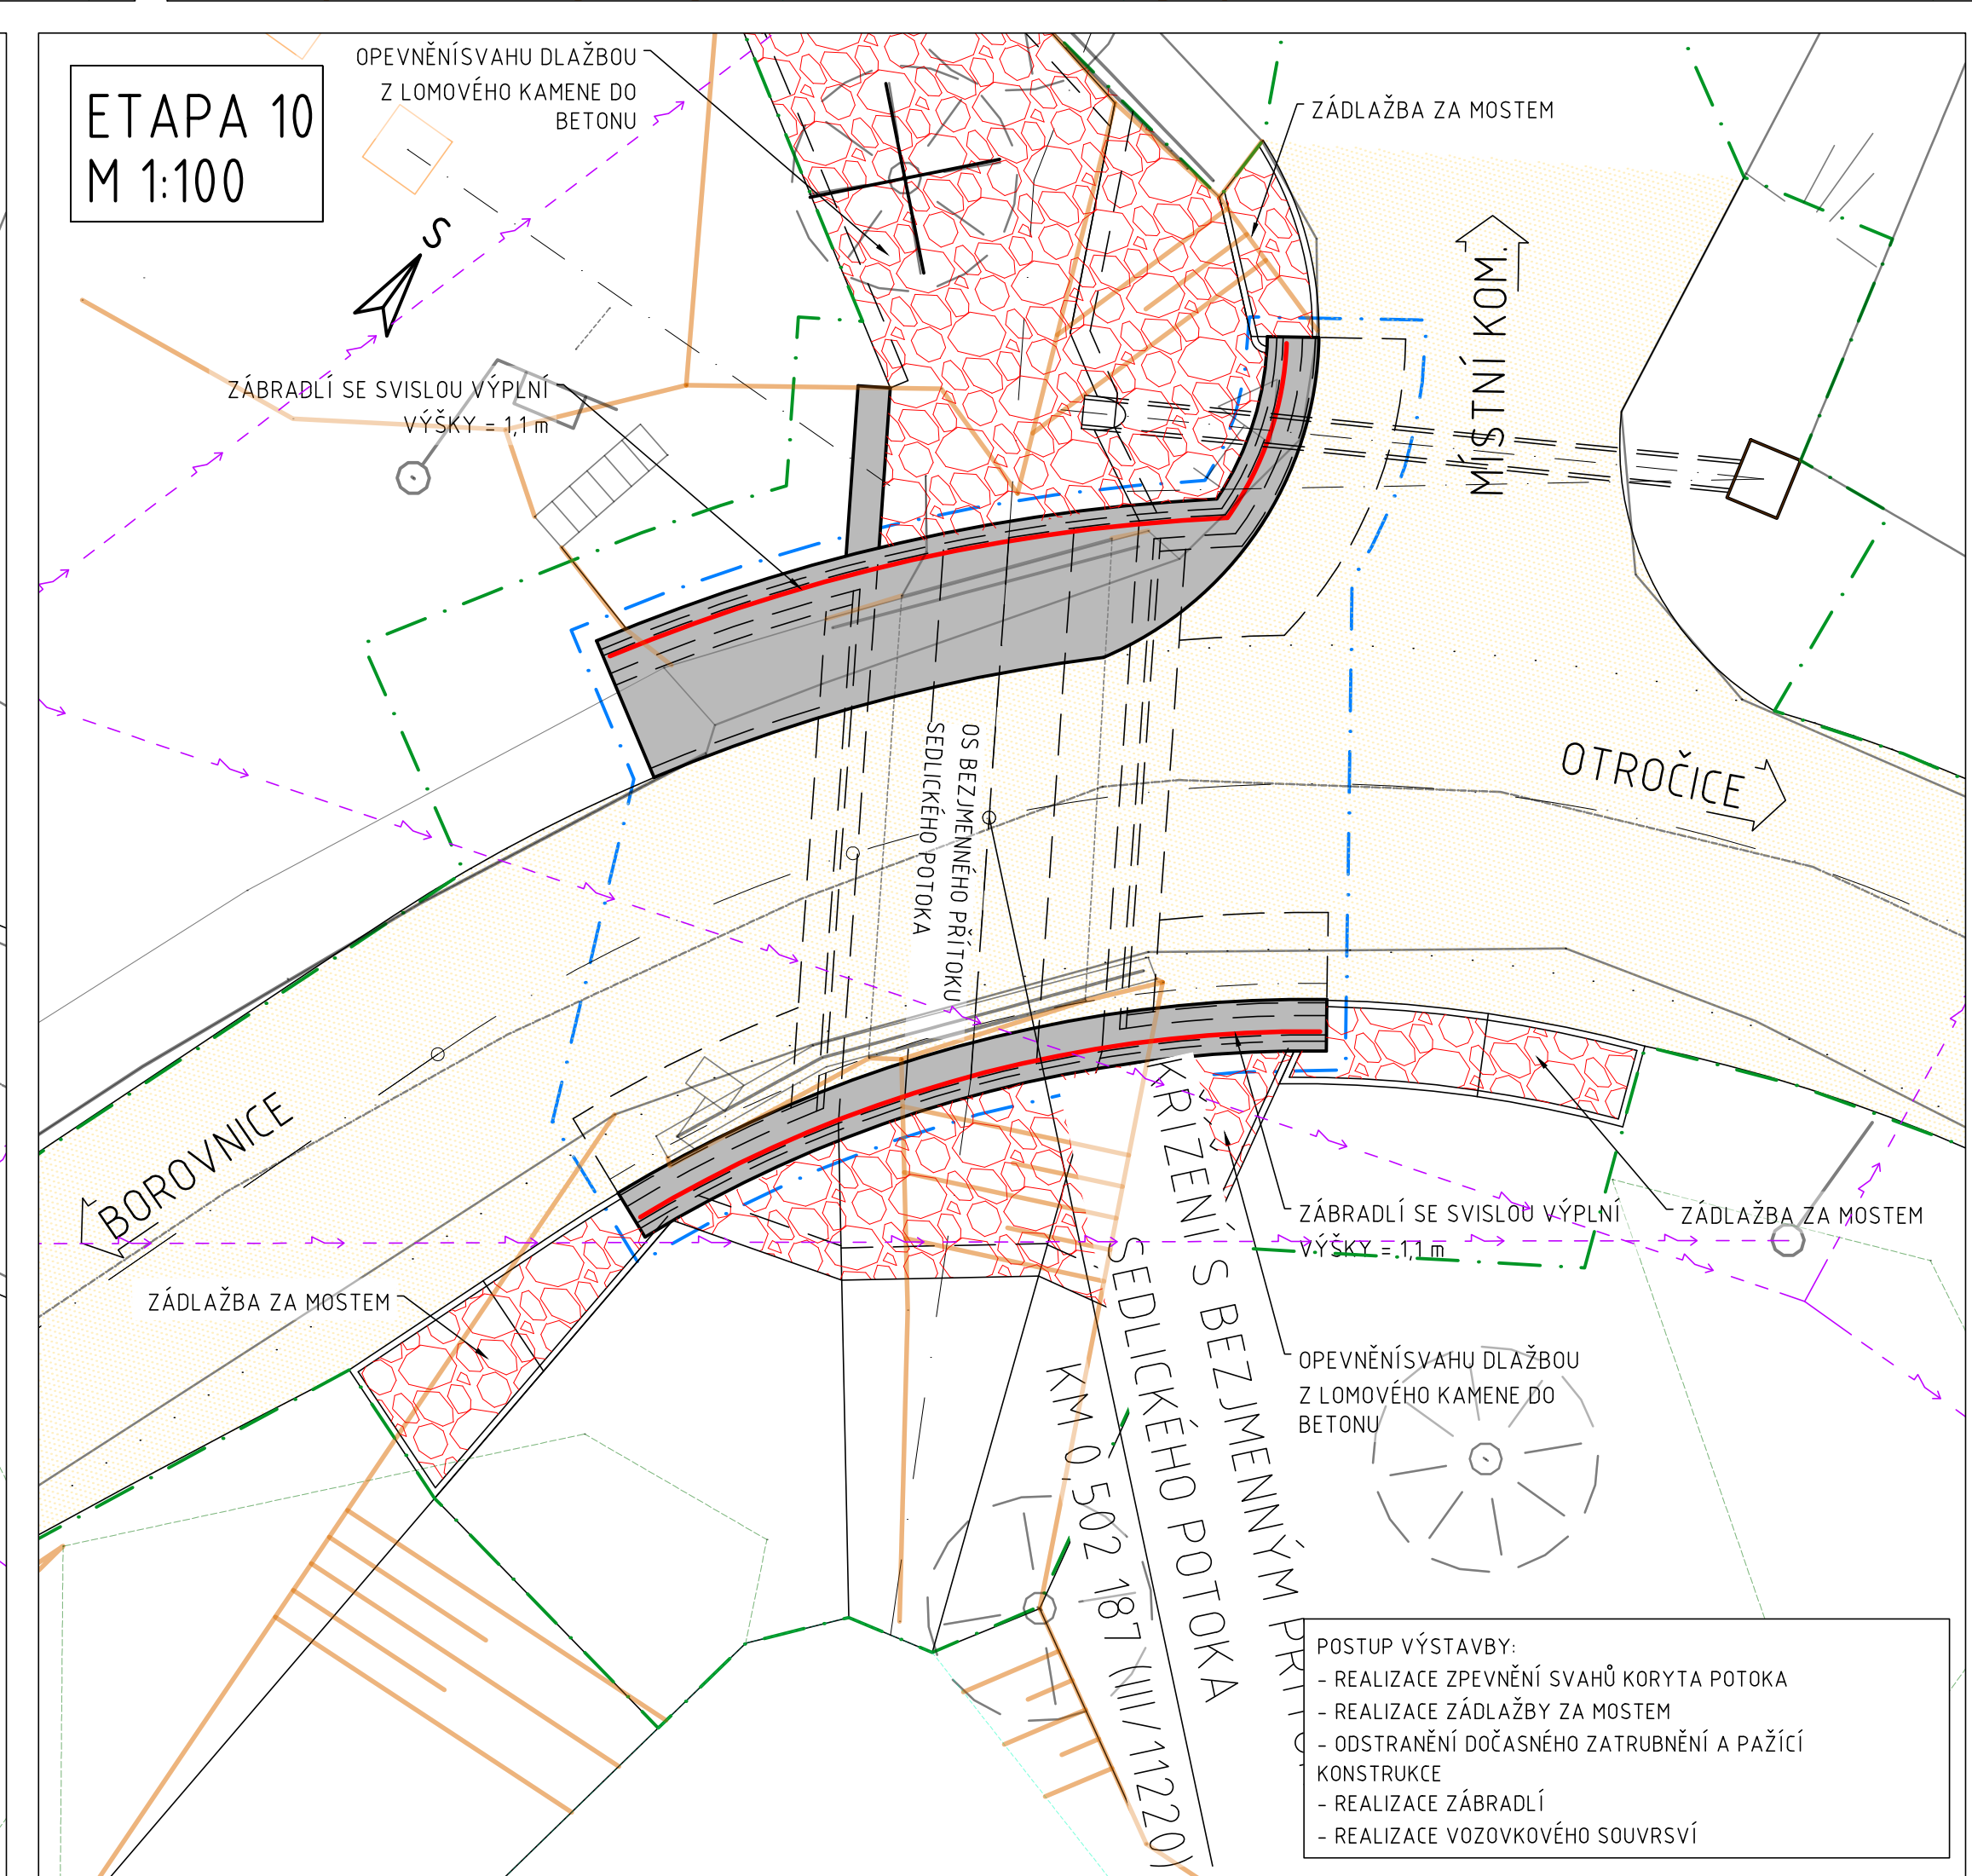 ETAPA 10
M 1:100
OPEVNĚNÍSVAHU DLAŽBOU
Z LOMOVÉHO KAMENE DO
BETONU
ZÁDLAŽBA ZA MOSTEM
S
MÍSTNÍ KOM.
ZÁBRADLÍ SE SVISLOU VÝPLNÍ
VÝŠKY = 1,1 m
OS BEZJMENNÉHO PŘÍTOKU
SEDLICKÉHO POTOKA
OTROČICE
BOROVNICE
ZÁDLAŽBA ZA MOSTEM
KŘÍŽENÍ S BEZJMENNÝM
SEDLICKÉHO POTOKA
KM 0,502 187 (III/11220)
ZÁBRADLÍ SE SVISLOU VÝPLNÍ
VÝŠKY = 1,1 m
ZÁDLAŽBA ZA MOSTEM
OPEVNĚNÍSVAHU DLAŽBOU
Z LOMOVÉHO KAMENE DO
BETONU
POSTUP VÝSTAVBY:
- REALIZACE ZPEVNĚNÍ SVAHŮ KORYTA POTOKA
- REALIZACE ZÁDLAŽBY ZA MOSTEM
- ODSTRANĚNÍ DOČASNÉHO ZATRUBNĚNÍ A PAŽÍCÍ
KONSTRUKCE
- REALIZACE ZÁBRADLÍ
- REALIZACE VOZOVKOVÉHO SOUVRSVÍ